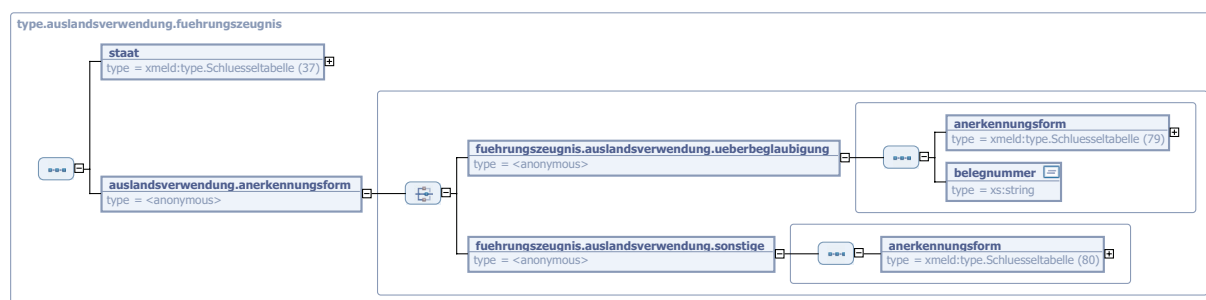 type.auslandsverwendung.fuehrungszeugnis
staat
type = xmeld:type.Schluesseltabelle (37)
auslandsverwendung.anerkennungsform
type = <anonymous>
fuehrungszeugnis.auslandsverwendung.ueberbeglaubigung
type = <anonymous>
anerkennungsform
type = xmeld:type.Schluesseltabelle (79)
belegnummer
type = xs:string
fuehrungszeugnis.auslandsverwendung.sonstige
type = <anonymous>
anerkennungsform
type = xmeld:type.Schluesseltabelle (80)